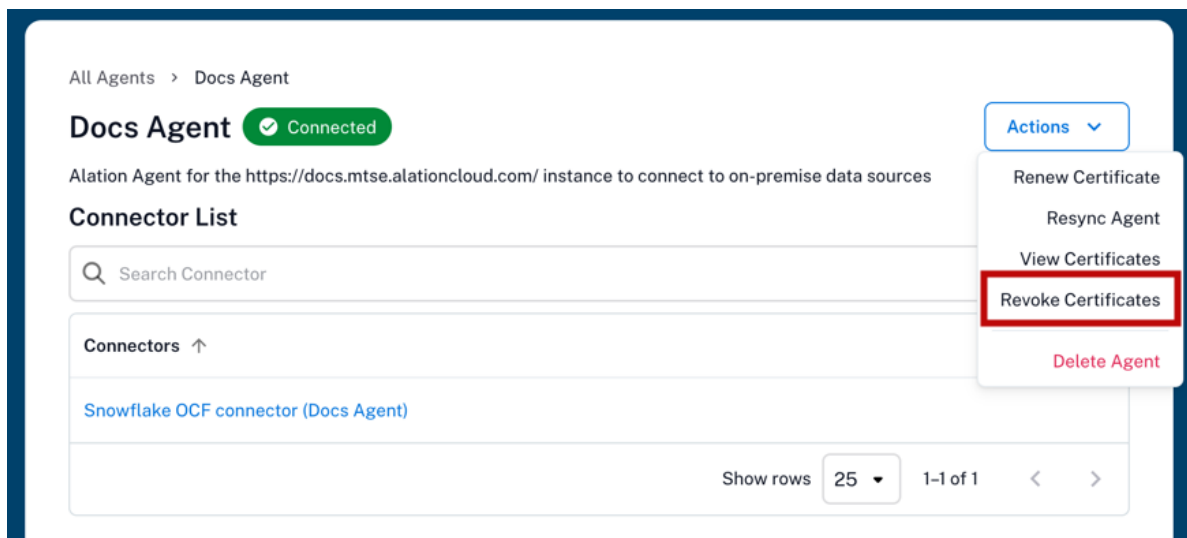 All Agents > Docs Agent
Docs Agent Connected
Actions
Alation Agent for the https://docs.mtse.alationcloud.com/ instance to connect to on-premise data sources
Renew Certificate
Resync Agent
View Certificates
Revoke Certificates
Delete Agent
Connector List
Search Connector
Connectors ↑
Snowflake OCF connector (Docs Agent)
Show rows 25 1–1 of 1 < >